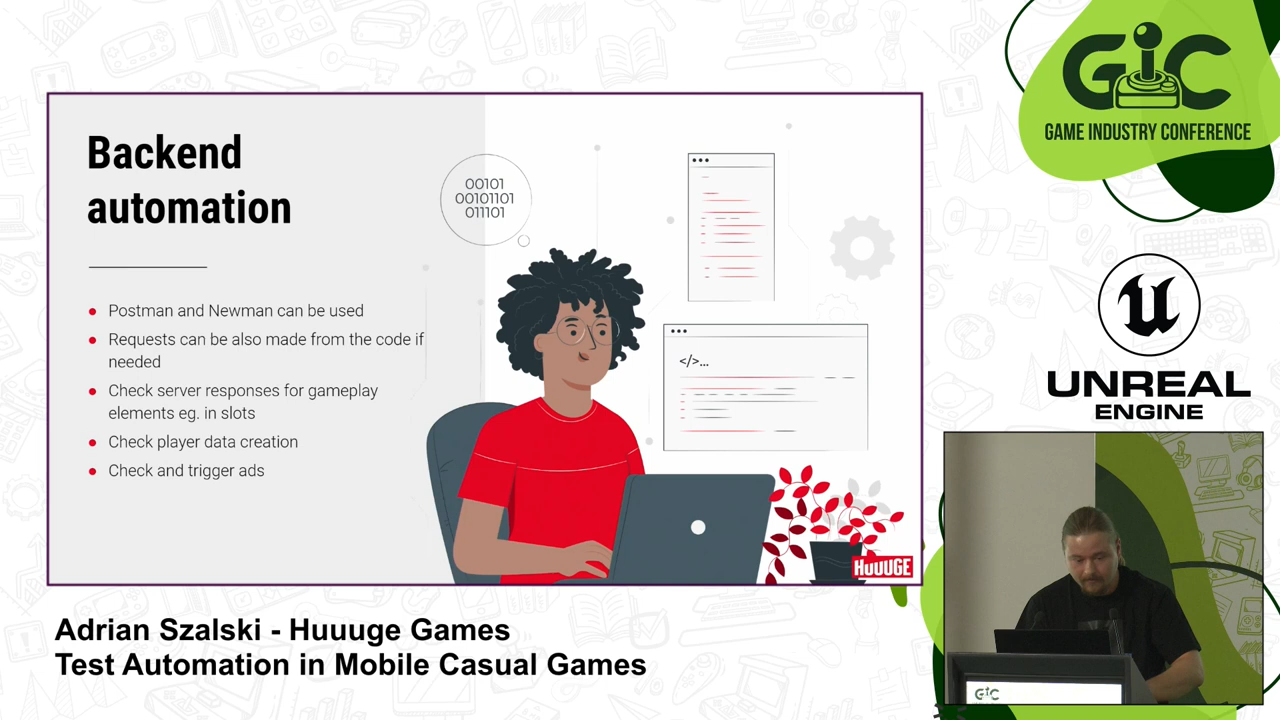 Backend
automation
Postman and Newman can be used
Requests can be also made from the code if
needed
Check server responses for gameplay
elements eg. in slots
Check player data creation
Check and trigger ads
00101
00101101
011101
</>...
HUUUGE
GIC
GAME INDUSTRY CONFERENCE
UNREAL
ENGINE
GIC
Adrian Szalski - Huuuge Games
Test Automation in Mobile Casual Games